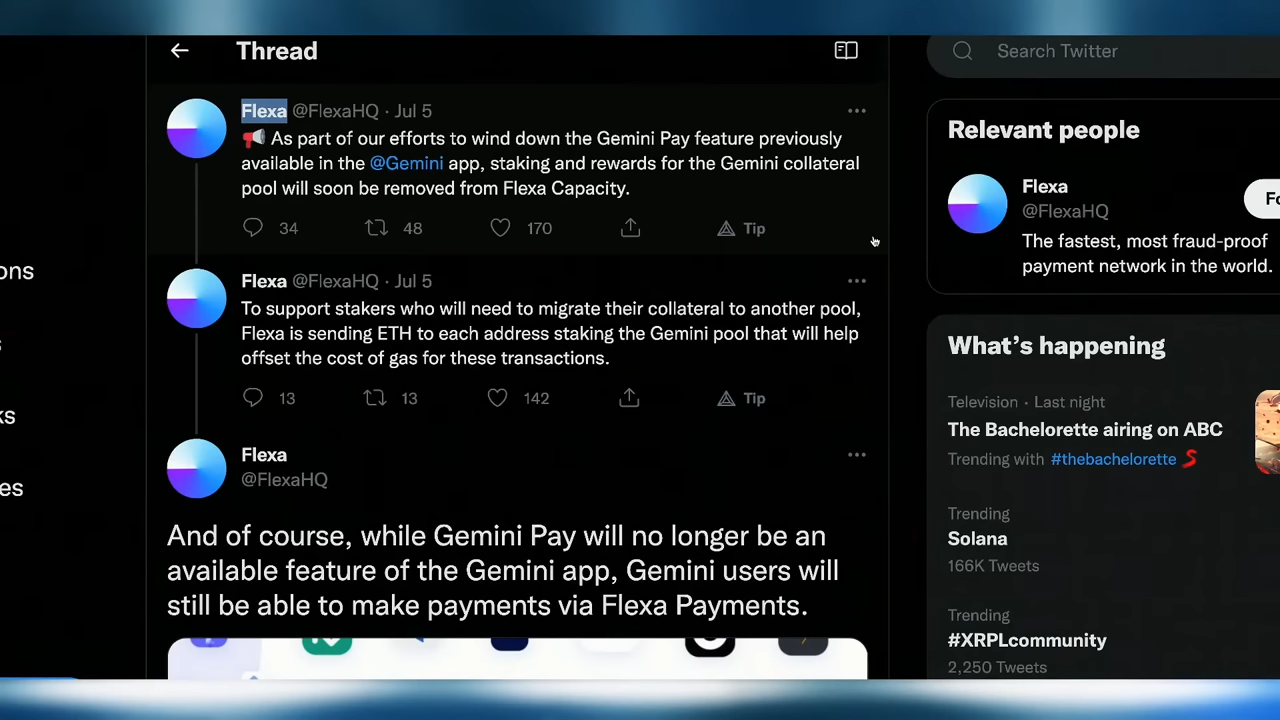 Thread
Flexa @FlexaHQ · Jul 5
As part of our efforts to wind down the Gemini Pay feature previously
available in the @Gemini app, staking and rewards for the Gemini collateral
pool will soon be removed from Flexa Capacity.
34 48 170 Tip
Flexa @FlexaHQ · Jul 5
To support stakers who will need to migrate their collateral to another pool,
Flexa is sending ETH to each address staking the Gemini pool that will help
offset the cost of gas for these transactions.
13 13 142 Tip
Flexa
@FlexaHQ
And of course, while Gemini Pay will no longer be an
available feature of the Gemini app, Gemini users will
still be able to make payments via Flexa Payments.
Search Twitter
Relevant people
Flexa
@FlexaHQ
Fo
The fastest, most fraud-proof
payment network in the world.
What's happening
Television · Last night
The Bachelorette airing on ABC
Trending with #thebachelorette
Trending
Solana
166K Tweets
Trending
#XRPLcommunity
2,250 Tweets
ons
s
ks
es